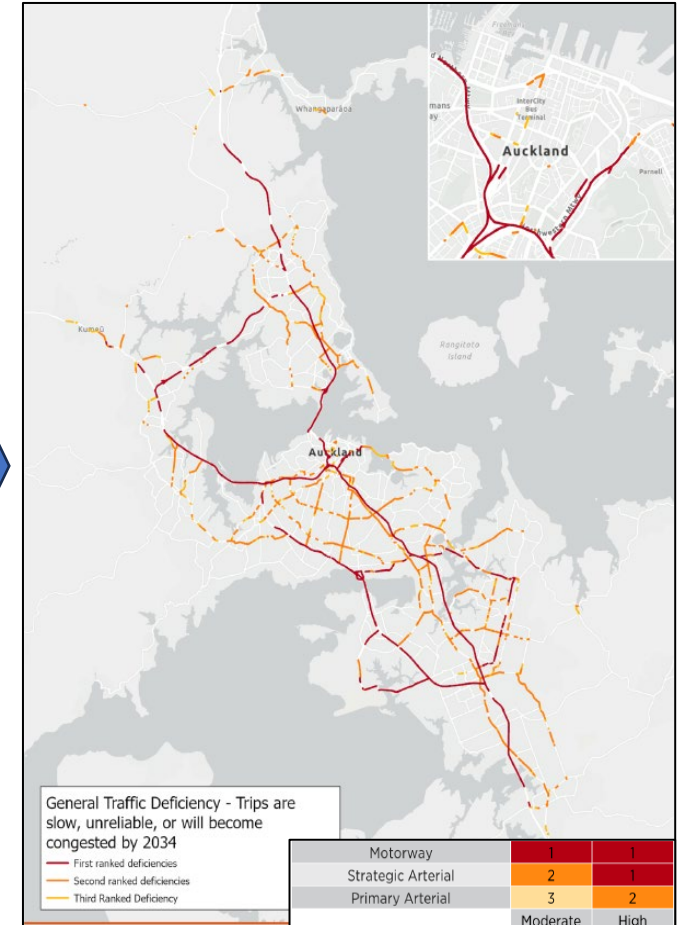 Whangaparāoa
Kumeū
Rangitoto
Island
Auckland
InterCity
Bus
Terminal
Auckland
Parnell
General Traffic Deficiency - Trips are
slow, unreliable, or will become
congested by 2034
First ranked deficiencies
Second ranked deficiencies
Third Ranked Deficiency
Motorway 1 1
Strategic Arterial 2 1
Primary Arterial 3 2
Moderate High